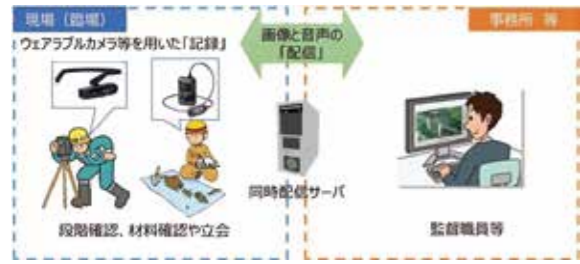 現場（臨場）
ウェアラブルカメラ等を用いた「記録」
画像と音声の
「配信」
事務所 等
同時配信サーバ
段階確認、材料確認や立会
監督職員等